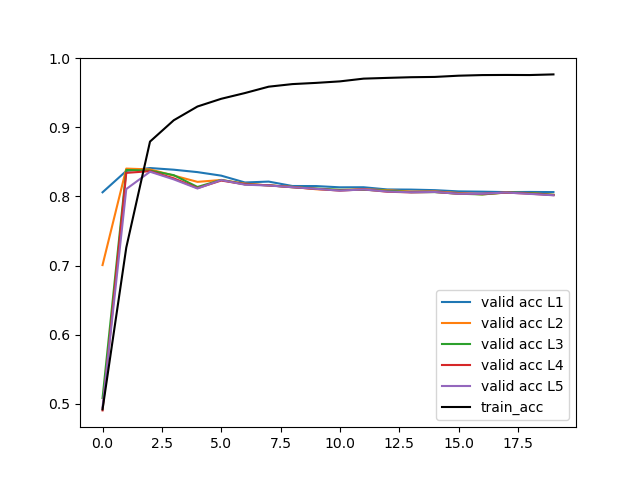 1.0
0.9
0.8
0.7
0.6
0.5
0.0 2.5 5.0 7.5 10.0 12.5 15.0 17.5
valid acc L1
valid acc L2
valid acc L3
valid acc L4
valid acc L5
train_acc